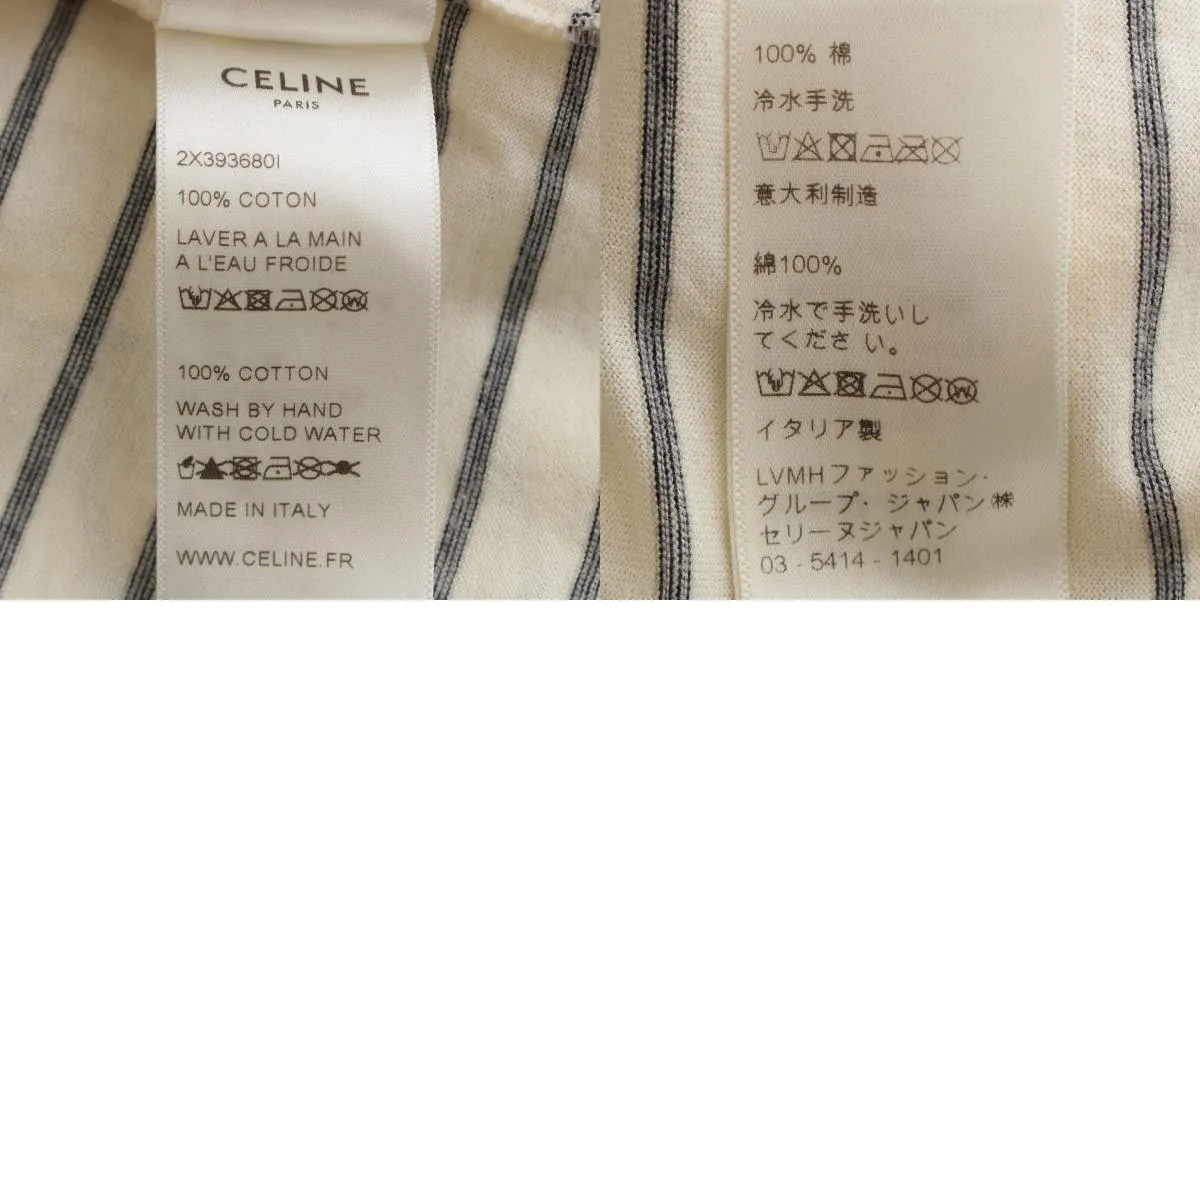 CELINE
PARIS
2X393680I
100% COTON
LAVER A LA MAIN
A L'EAU FROIDE
100% COTTON
WASH BY HAND
WITH COLD WATER
MADE IN ITALY
WWW.CELINE.FR
100% 棉
冷水手洗
意大利制造
綿100%
冷水で手洗いし
てくださ い。
イタリア製
LVMHファッション・
グループ・ジャパン㈱
セリーヌジャパン
03 - 5414 - 1401